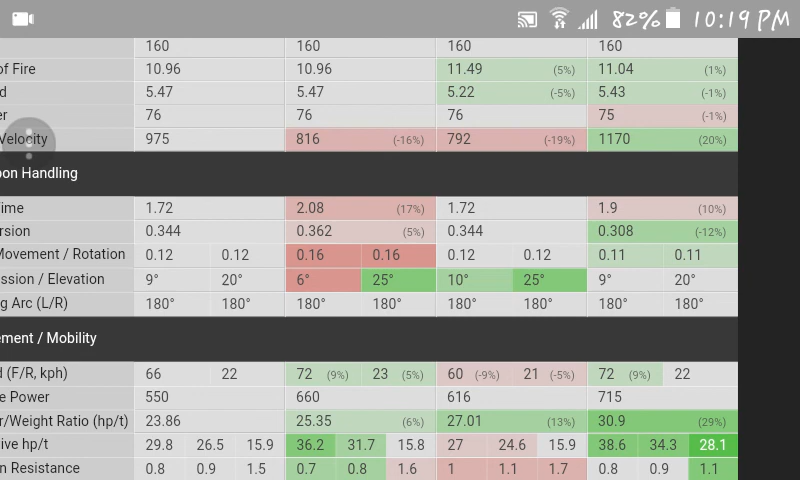 82% 10:19 PM
160 160 160 160
of Fire 10.96 10.96 11.49 (5%) 11.04 (1%)
d 5.47 5.47 5.22 (-5%) 5.43 (-1%)
er 76 76 76 75 (-1%)
Velocity 975 816 (-16%) 792 (-19%) 1170 (20%)
pon Handling
ime 1.72 2.08 (17%) 1.72 1.9 (10%)
rsion 0.344 0.362 (5%) 0.344 0.308 (-12%)
Movement / Rotation 0.12 0.12 0.16 0.16 0.12 0.12 0.11 0.11
ssion / Elevation 9° 20° 6° 25° 10° 25° 9° 20°
g Arc (L/R) 180° 180° 180° 180° 180° 180° 180° 180°
ement / Mobility
d (F/R, kph) 66 22 72 (9%) 23 (5%) 60 (-9%) 21 (-5%) 72 (9%) 22
e Power 550 660 616 715
r/Weight Ratio (hp/t) 23.86 25.35 (6%) 27.01 (13%) 30.9 (29%)
ive hp/t 29.8 26.5 15.9 36.2 31.7 15.8 27 24.6 15.9 38.6 34.3 28.1
n Resistance 0.8 0.9 1.5 0.7 0.8 1.6 1 1.1 1.7 0.8 0.9 1.1